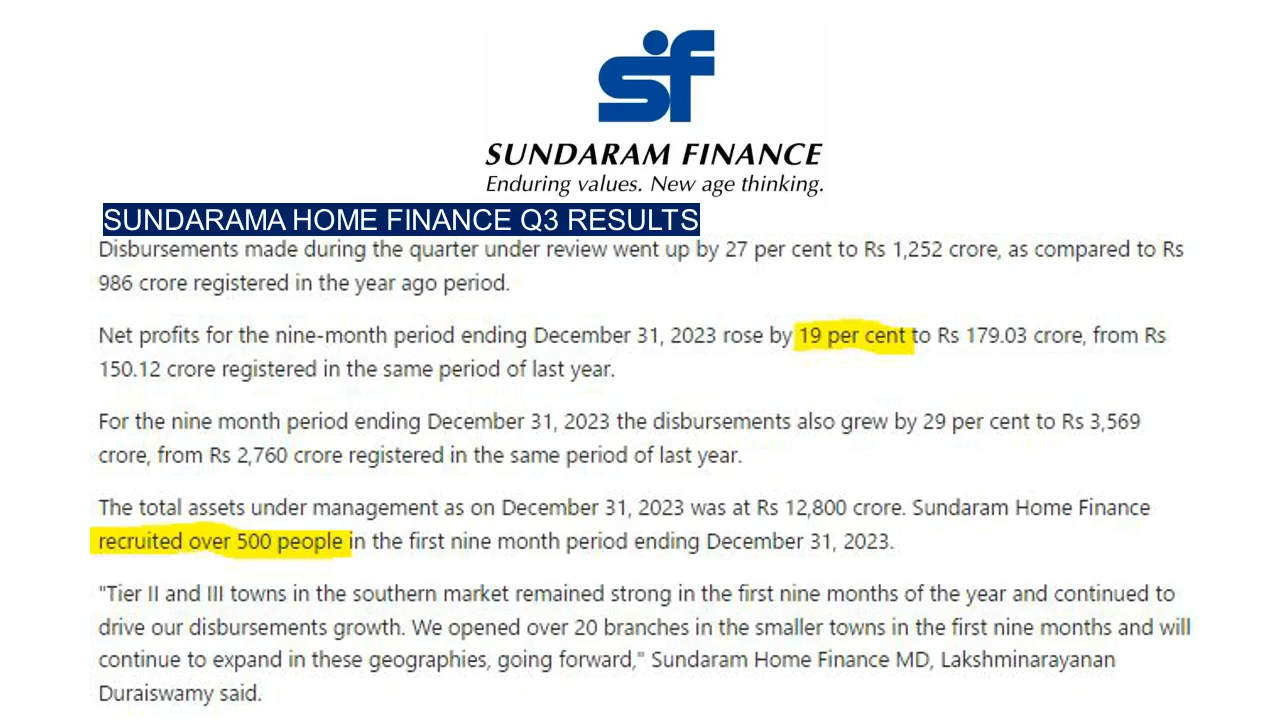 sf
SUNDARAM FINANCE
Enduring values. New age thinking.
SUNDARAMA HOME FINANCE Q3 RESULTS
Disbursements made during the quarter under review went up by 27 per cent to Rs 1,252 crore, as compared to Rs
986 crore registered in the year ago period.
Net profits for the nine-month period ending December 31, 2023 rose by 19 per cent to Rs 179.03 crore, from Rs
150.12 crore registered in the same period of last year.
For the nine month period ending December 31, 2023 the disbursements also grew by 29 per cent to Rs 3,569
crore, from Rs 2,760 crore registered in the same period of last year.
The total assets under management as on December 31, 2023 was at Rs 12,800 crore. Sundaram Home Finance
recruited over 500 people in the first nine month period ending December 31, 2023.
"Tier II and III towns in the southern market remained strong in the first nine months of the year and continued to
drive our disbursements growth. We opened over 20 branches in the smaller towns in the first nine months and will
continue to expand in these geographies, going forward," Sundaram Home Finance MD, Lakshminarayanan
Duraiswamy said.